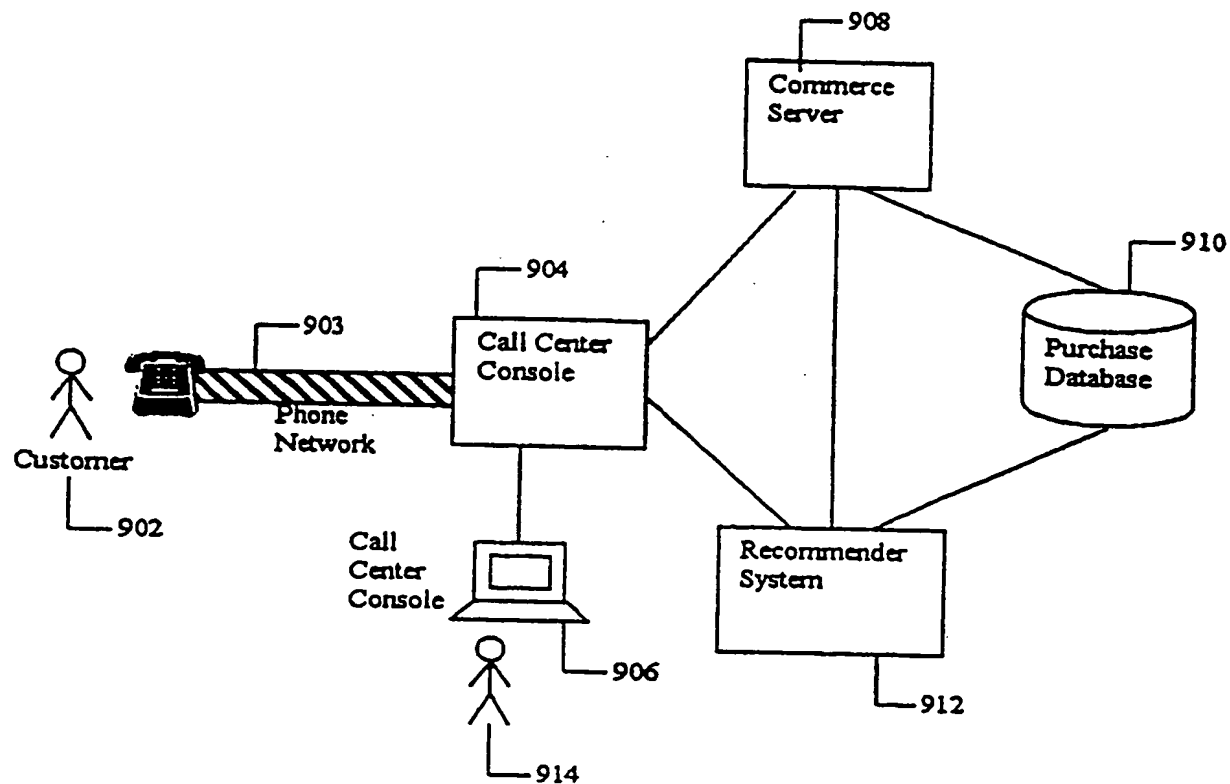 908
Commerce
Server
910
904
903
Call Center
Console
Purchase
Database
Phone
Network
Customer
902
Call
Center
Console
Recommender
System
906
912
914